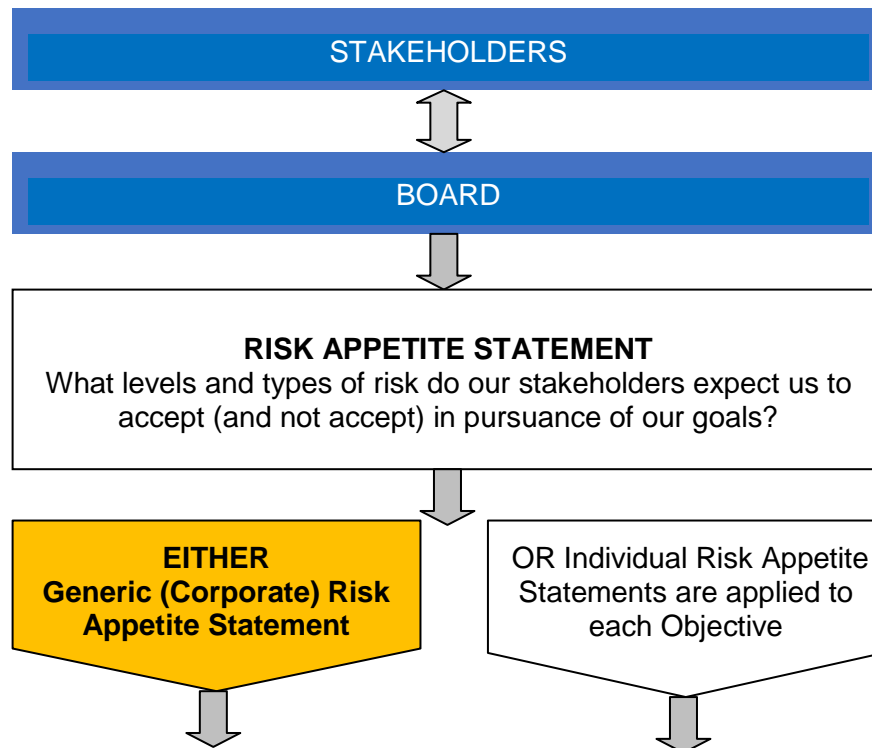 STAKEHOLDERS
BOARD
RISK APPETITE STATEMENT
What levels and types of risk do our stakeholders expect us to
accept (and not accept) in pursuance of our goals?
EITHER
Generic (Corporate) Risk
Appetite Statement
OR Individual Risk Appetite
Statements are applied to
each Objective